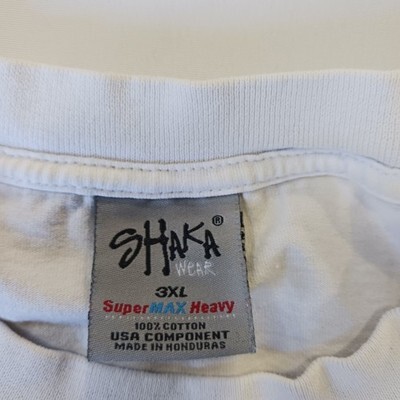 SHAKA ®
WEAR
3XL
SuperMAX Heavy
100% COTTON
USA COMPONENT
MADE IN HONDURAS